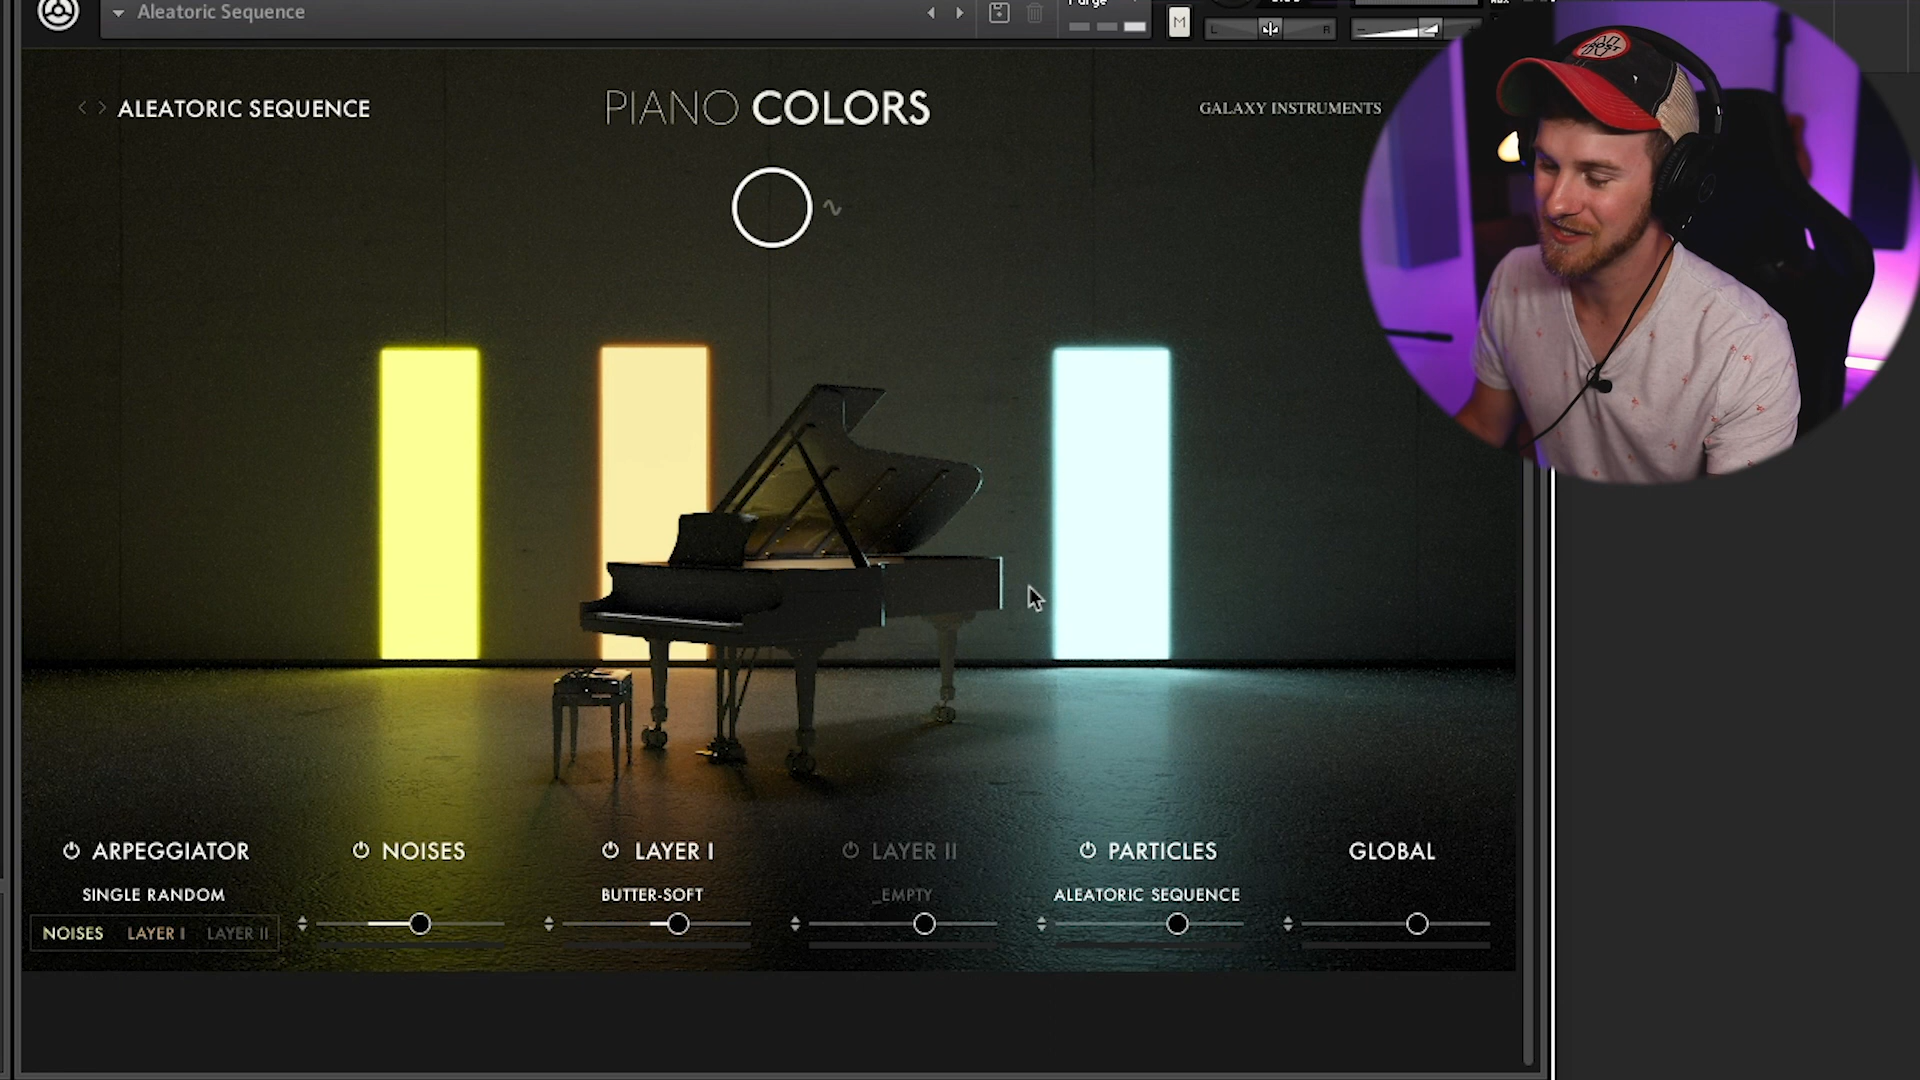 Aleatoric Sequence
Purge
M
L R
ALEATORIC SEQUENCE
PIANO COLORS
GALAXY INSTRUMENTS
ARPEGGIATOR
NOISES
LAYER I
LAYER II
PARTICLES
GLOBAL
SINGLE RANDOM
BUTTER-SOFT
_EMPTY
ALEATORIC SEQUENCE
NOISES LAYER I LAYER II